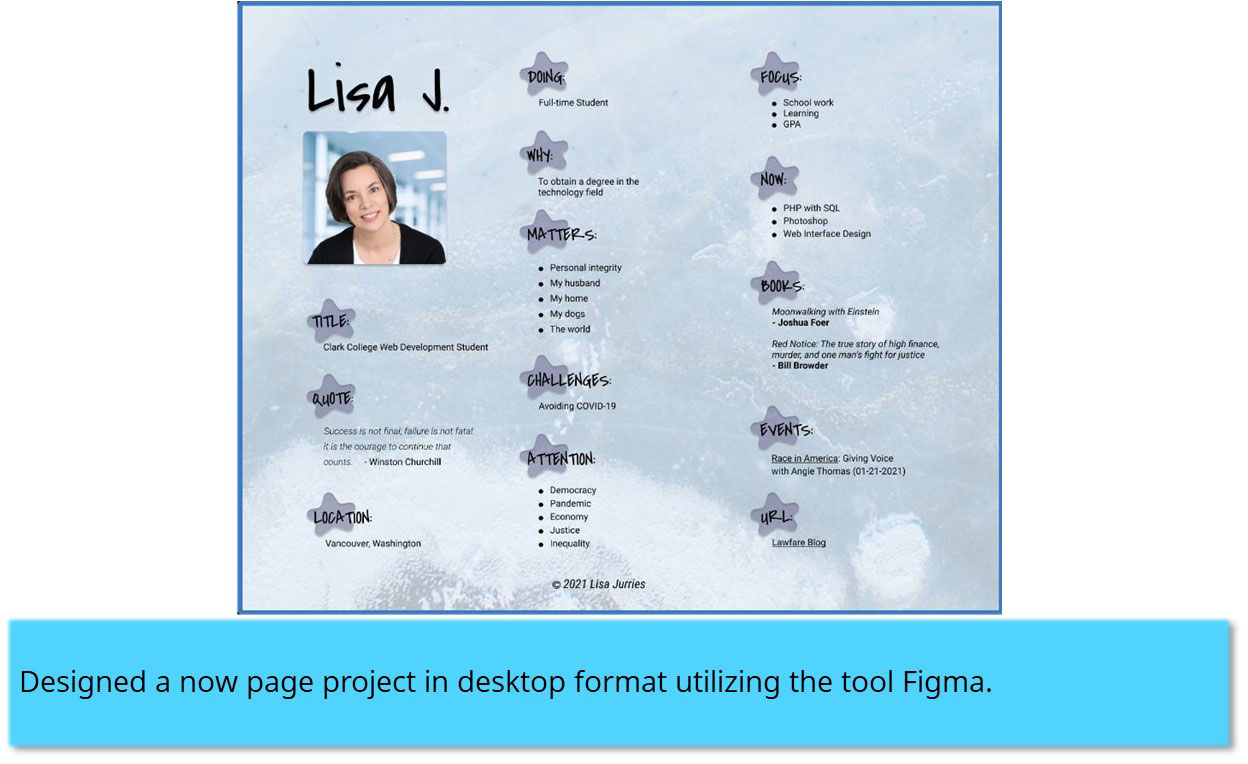 Lisa J.
TITLE:
Clark College Web Development Student
QUOTE:
Success is not final, failure is not fatal:
it is the courage to continue that
counts. - Winston Churchill
LOCATION:
Vancouver, Washington
DOING:
Full-time Student
WHY:
To obtain a degree in the
technology field
MATTERS:
● Personal integrity
● My husband
● My home
● My dogs
● The world
CHALLENGES:
Avoiding COVID-19
ATTENTION:
● Democracy
● Pandemic
● Economy
● Justice
● Inequality
FOCUS:
● School work
● Learning
● GPA
NOW:
● PHP with SQL
● Photoshop
● Web Interface Design
BOOKS:
Moonwalking with Einstein
- Joshua Foer
Red Notice: The true story of high finance,
murder, and one man's fight for justice
- Bill Browder
EVENTS:
Race in America: Giving Voice
with Angie Thomas (01-21-2021)
URL:
Lawfare Blog
© 2021 Lisa Jurries
Designed a now page project in desktop format utilizing the tool Figma.